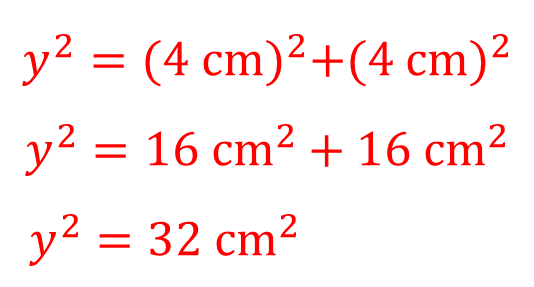 y² = (4 cm)²+(4 cm)²
y² = 16 cm² + 16 cm²
y² = 32 cm²